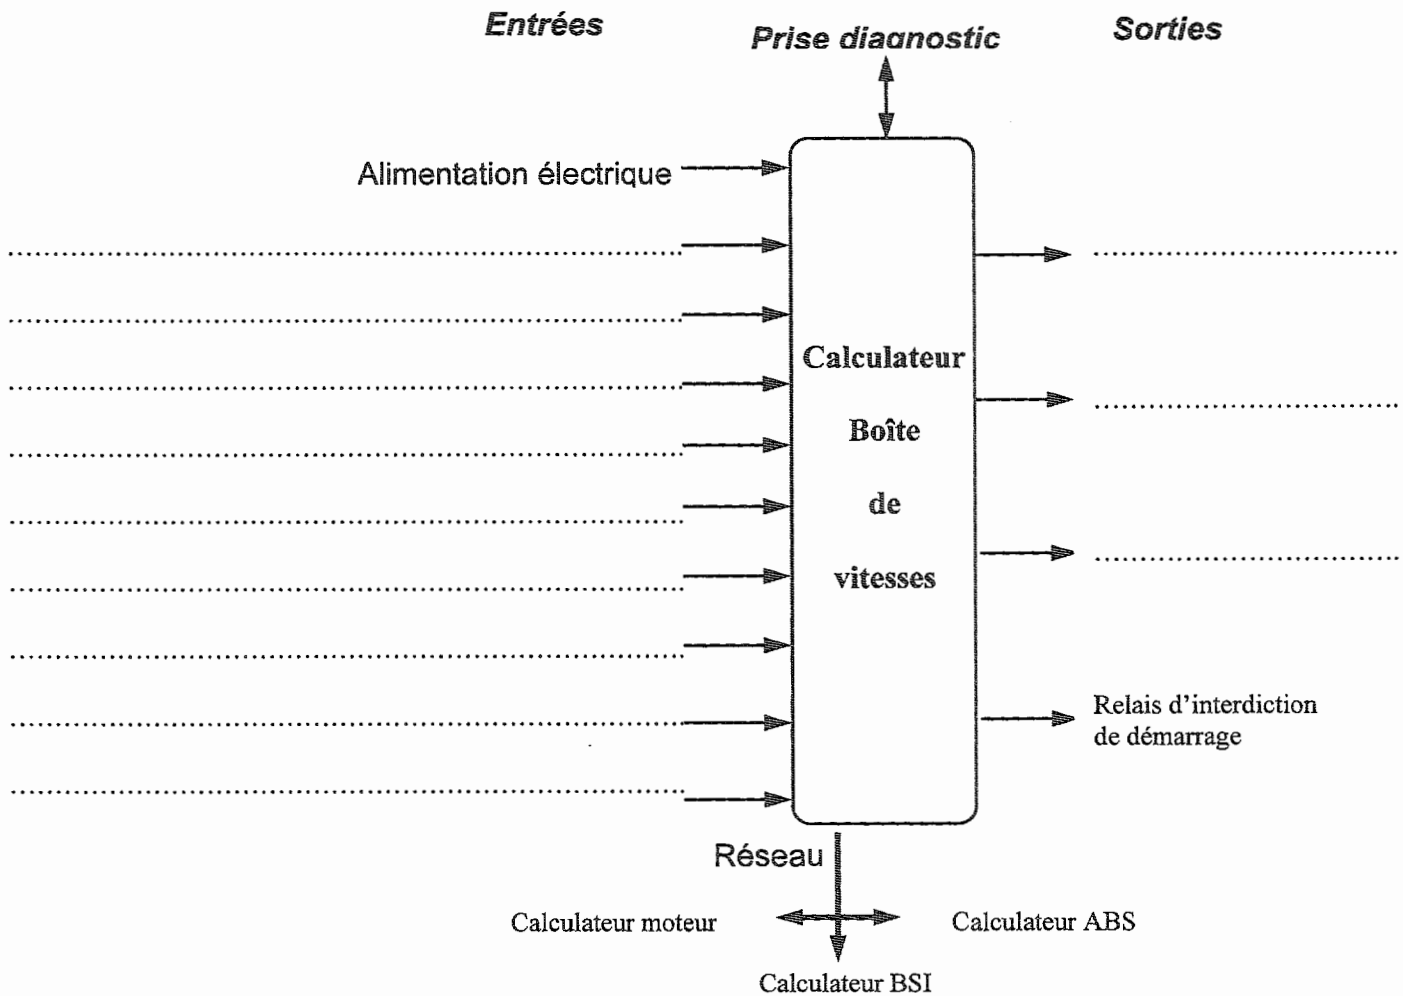 Entrées
Prise diagnostic
Sorties
Alimentation électrique
Calculateur
Boîte
de
vitesses
Relais d'interdiction
de démarrage
Réseau
Calculateur moteur
Calculateur ABS
Calculateur BSI